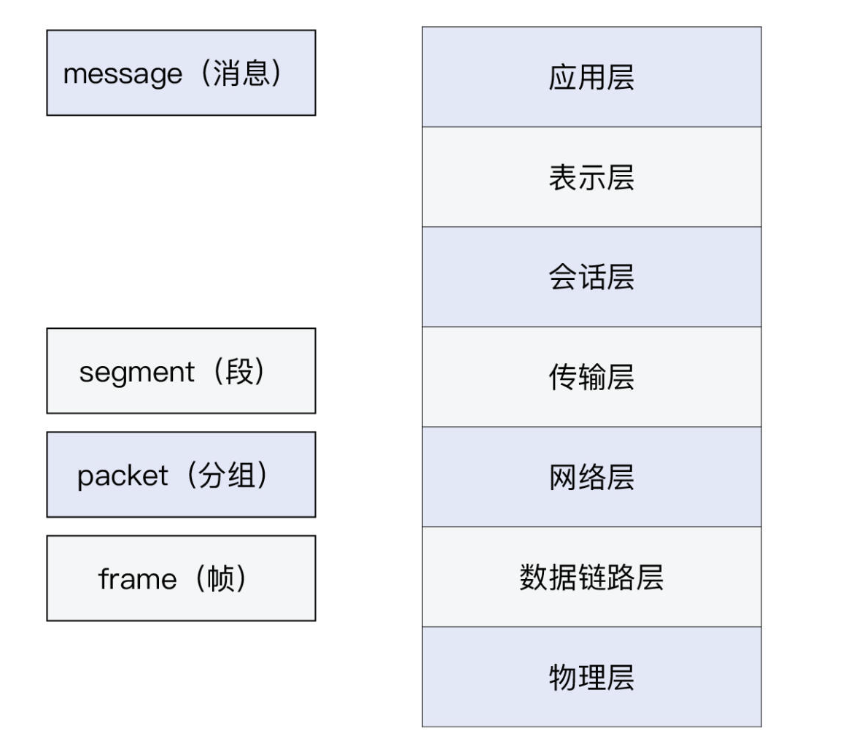 message（消息）
应用层
表示层
会话层
segment（段）
传输层
packet（分组）
网络层
frame（帧）
数据链路层
物理层